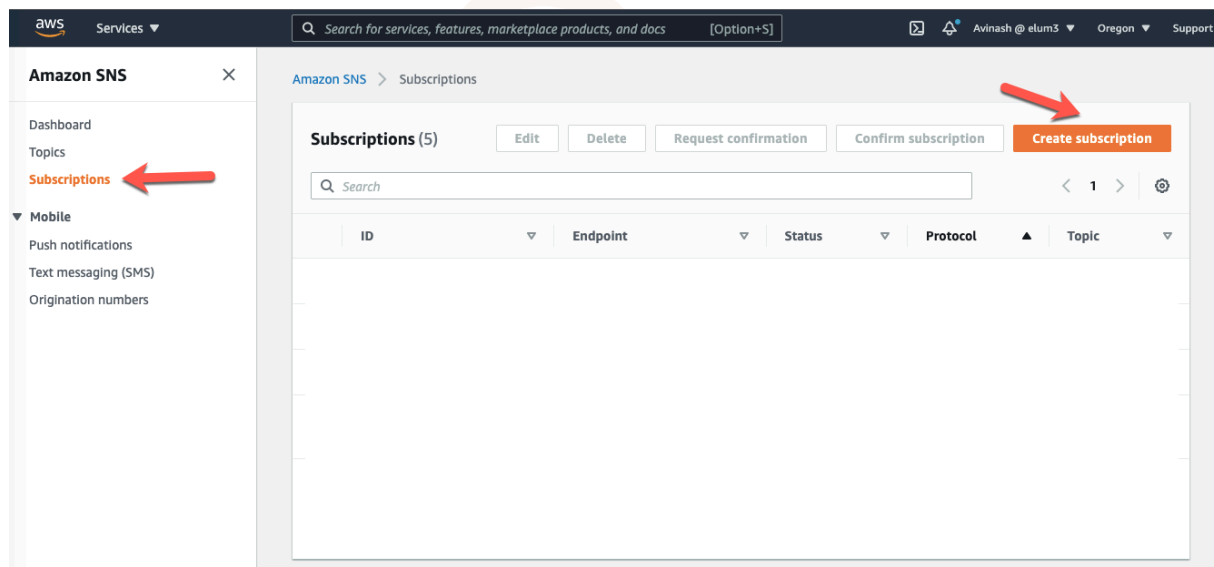 aws Services ▼ Search for services, features, marketplace products, and docs [Option+S] Avinash @ elum3 ▼ Oregon ▼ Support
Amazon SNS
Dashboard
Topics
Subscriptions
Mobile
Push notifications
Text messaging (SMS)
Origination numbers
Amazon SNS > Subscriptions
Subscriptions (5) Edit Delete Request confirmation Confirm subscription Create subscription
Search < 1 >
ID Endpoint Status Protocol Topic